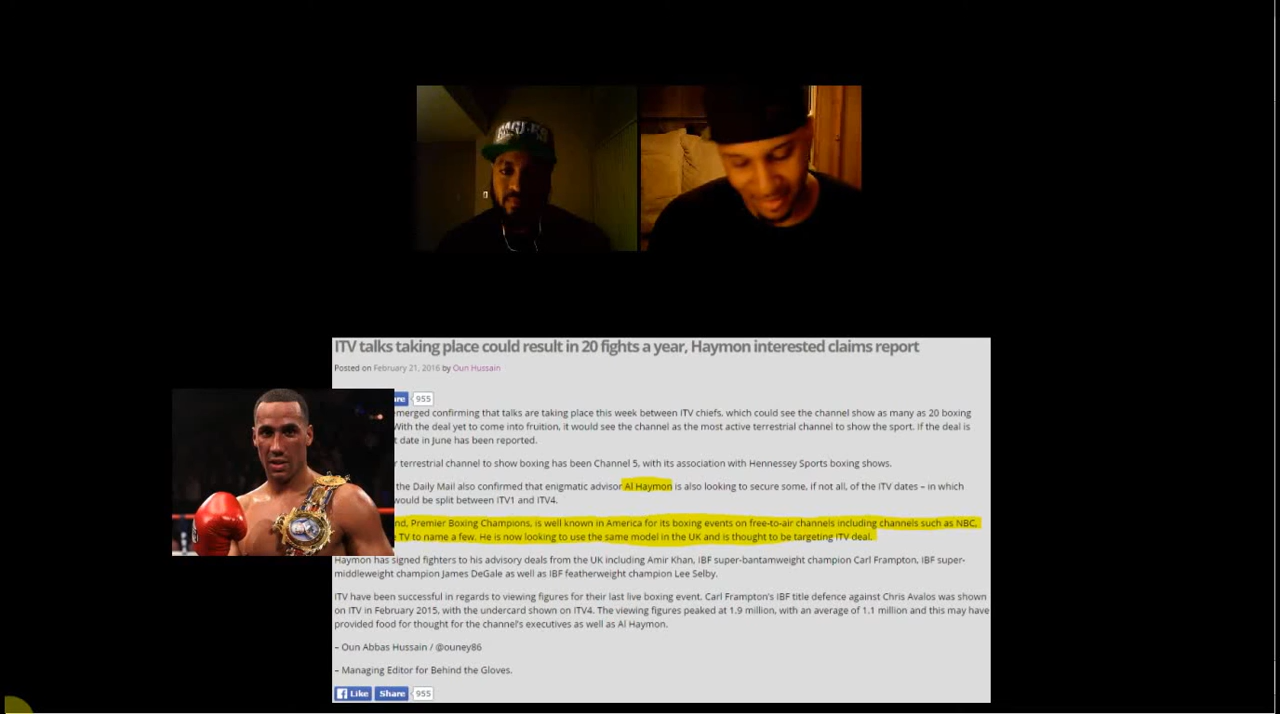 EAGLES
ITV talks taking place could result in 20 fights a year, Haymon interested claims report
Posted on February 21, 2016 by Oun Hussain
are 955
emerged confirming that talks are taking place this week between ITV chiefs, which could see the channel show as many as 20 boxing
With the deal yet to come into fruition, it would see the channel as the most active terrestrial channel to show the sport. If the deal is
t date in June has been reported.
r terrestrial channel to show boxing has been Channel 5, with its association with Hennessey Sports boxing shows.
the Daily Mail also confirmed that enigmatic advisor Al Haymon is also looking to secure some, if not all, of the ITV dates – in which
would be split between ITV1 and ITV4.
nd, Premier Boxing Champions, is well known in America for its boxing events on free-to-air channels including channels such as NBC,
TV to name a few. He is now looking to use the same model in the UK and is thought to be targeting ITV deal.
Haymon has signed fighters to his advisory deals from the UK including Amir Khan, IBF super-bantamweight champion Carl Frampton, IBF super-
middleweight champion James DeGale as well as IBF featherweight champion Lee Selby.
ITV have been successful in regards to viewing figures for their last live boxing event. Carl Frampton's IBF title defence against Chris Avalos was shown
on ITV in February 2015, with the undercard shown on ITV4. The viewing figures peaked at 1.9 million, with an average of 1.1 million and this may have
provided food for thought for the channel's executives as well as Al Haymon.
– Oun Abbas Hussain / @ouney86
– Managing Editor for Behind the Gloves.
Like Share 955